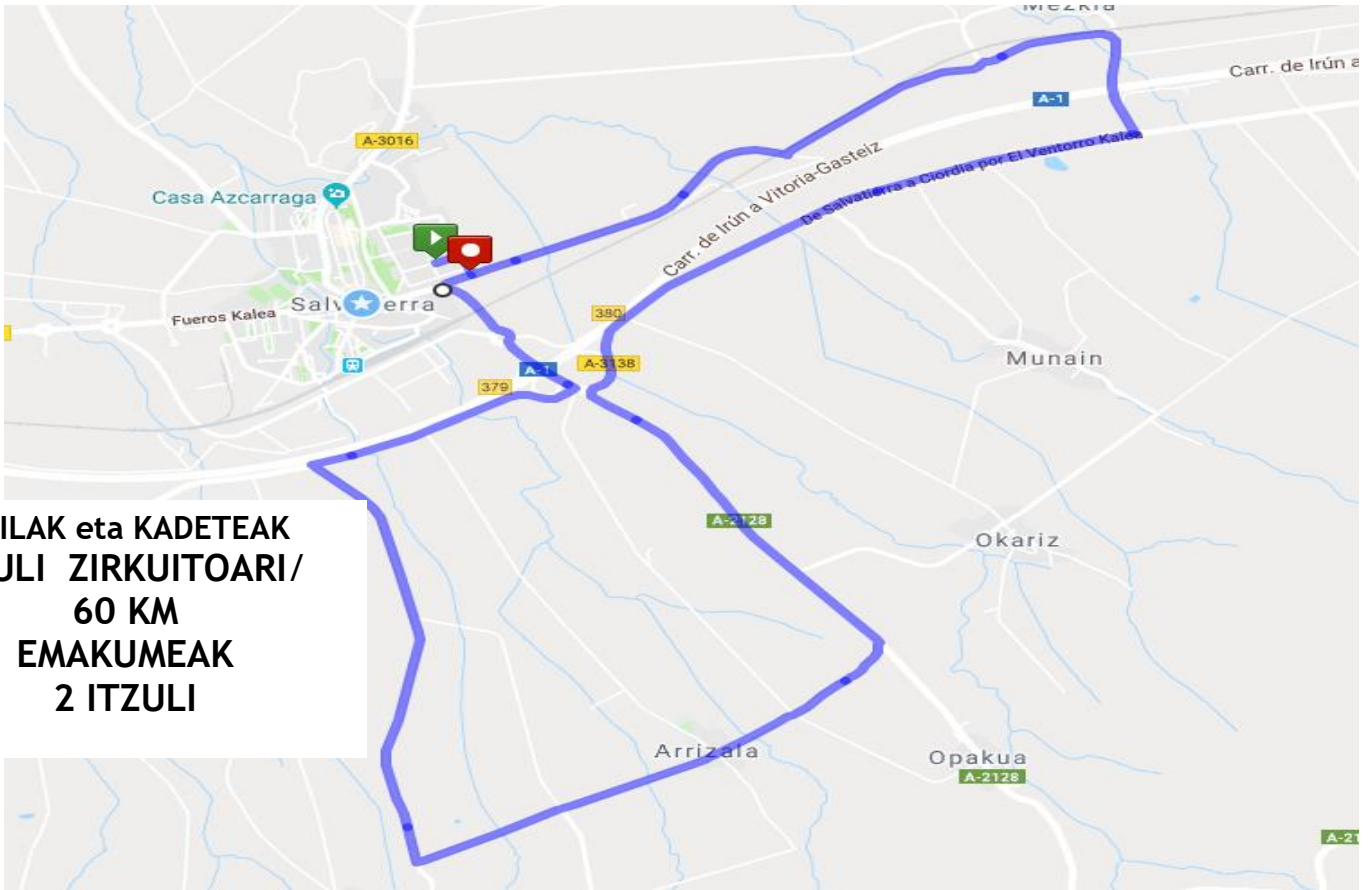 Mezkia
Carr. de Irún a
A-1
A-3016
De Salvatierra a Ciordia por El Ventorro Kalea
Carr. de Irún a Vitoria-Gasteiz
Casa Azcarraga
Fueros Kalea
380
Munain
A-3138
A-1
379
A-2128
Okariz
ILAK eta KADETEAK
ULI ZIRKUITOARI/
60 KM
EMAKUMEAK
2 ITZULI
Arrizala
Opakua
A-2128
A-21